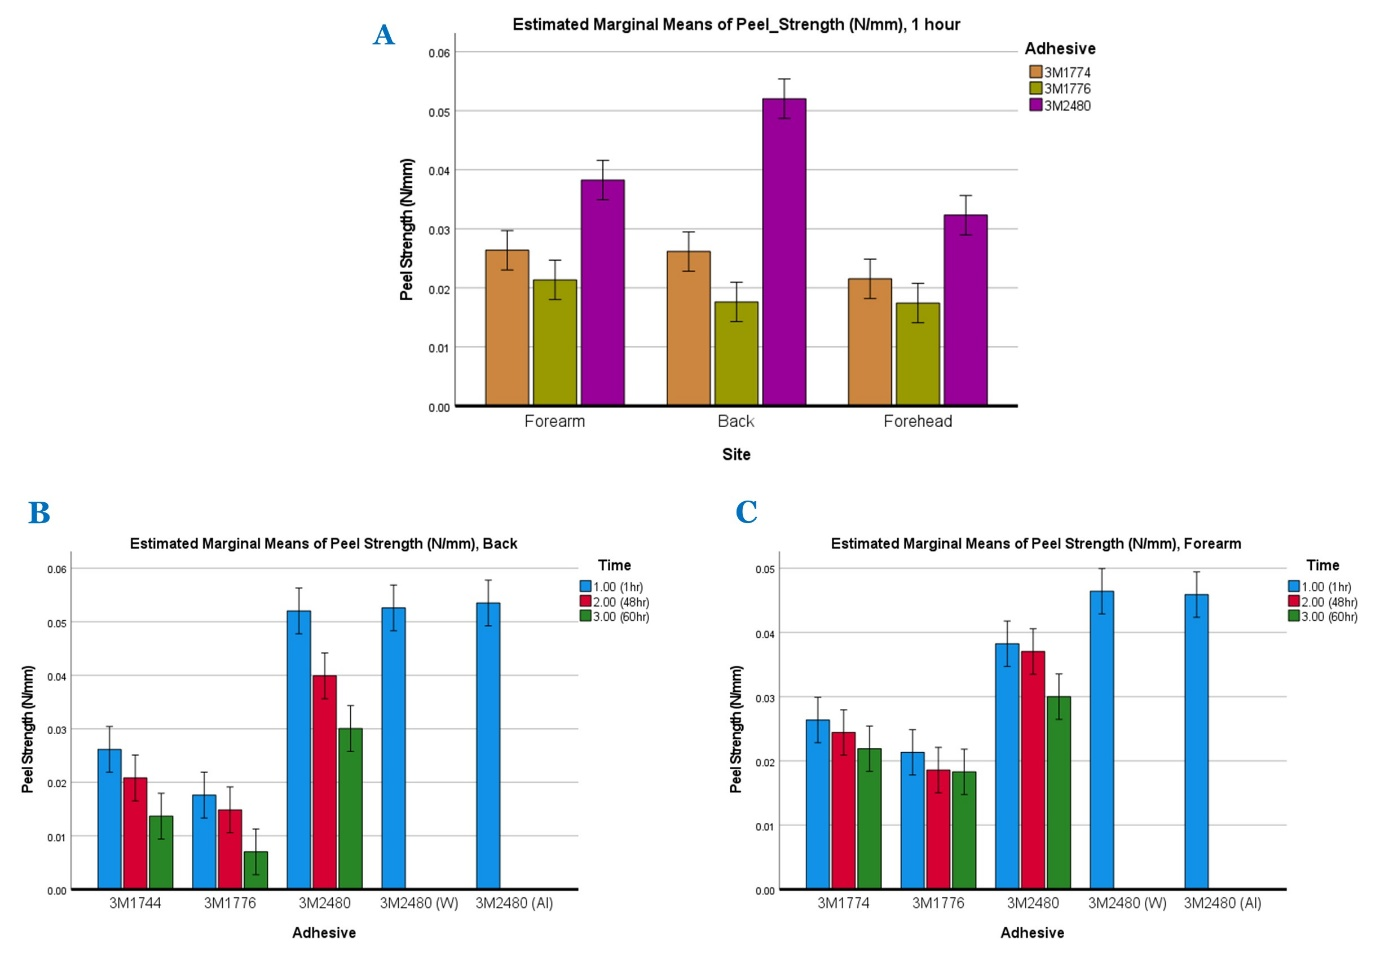 A
Estimated Marginal Means of Peel_Strength (N/mm), 1 hour
Adhesive
3M1774
3M1776
3M2480
Peel Strength (N/mm)
0.06
0.05
0.04
0.03
0.02
0.01
0.00
Forearm Back Forehead
Site
B
Estimated Marginal Means of Peel Strength (N/mm), Back
Time
1.00 (1hr)
2.00 (48hr)
3.00 (60hr)
Peel Strength (N/mm)
0.06
0.05
0.04
0.03
0.02
0.01
0.00
3M1744 3M1776 3M2480 3M2480 (W) 3M2480 (Al)
Adhesive
C
Estimated Marginal Means of Peel Strength (N/mm), Forearm
Time
1.00 (1hr)
2.00 (48hr)
3.00 (60hr)
Peel Strength (N/mm)
0.05
0.04
0.03
0.02
0.01
0.00
3M1774 3M1776 3M2480 3M2480 (W) 3M2480 (Al)
Adhesive